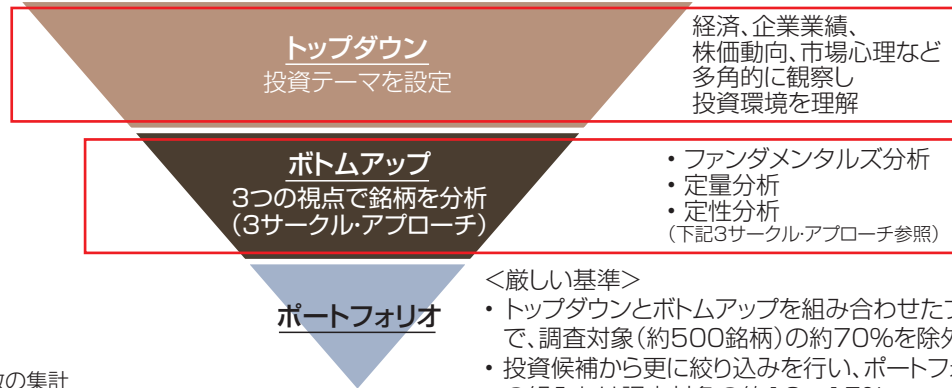 トップダウン
投資テーマを設定
経済、企業業績、
株価動向、市場心理など
多角的に観察し
投資環境を理解
ボトムアップ
3つの視点で銘柄を分析
(3サークル・アプローチ)
・ファンダメンタルズ分析
・定量分析
・定性分析
(下記3サークル・アプローチ参照)
ポートフォリオ
<厳しい基準>
・トップダウンとボトムアップを組み合わせた
で、調査対象(約500銘柄)の約70%を除外
・投資候補から更に絞り込みを行い、ポートフォ
の集計